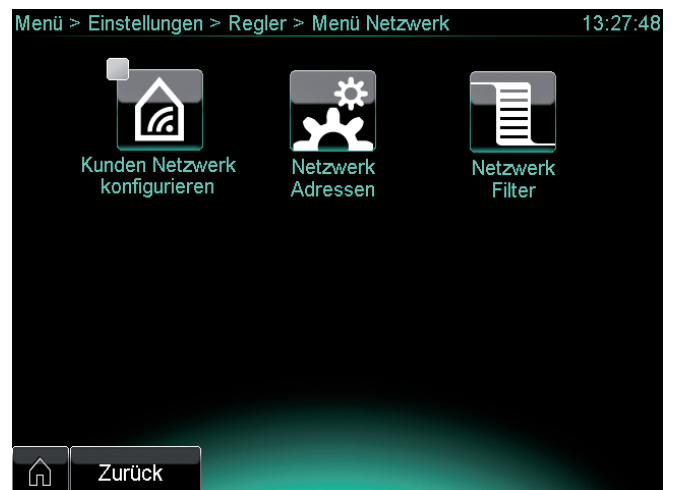 Menü > Einstellungen > Regler > Menü Netzwerk 13:27:48
Kunden Netzwerk
konfigurieren
Netzwerk
Adressen
Netzwerk
Filter
Zurück